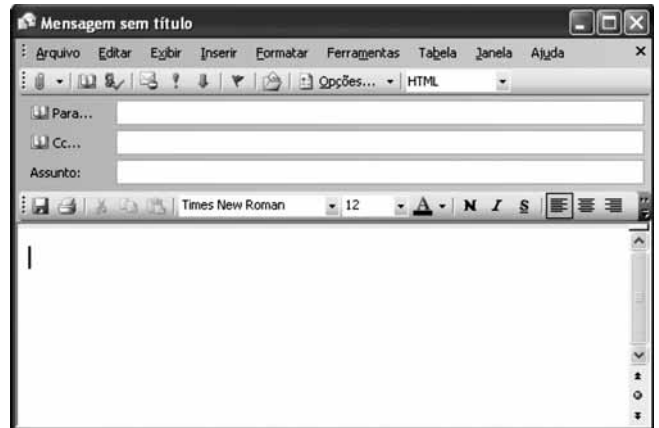 Mensagem sem título
Arquivo Editar Exibir Inserir Formatar Ferramentas Tabela Janela Ajuda
Opções... HTML
Para...
Cc...
Assunto:
Times New Roman 12 A N I S